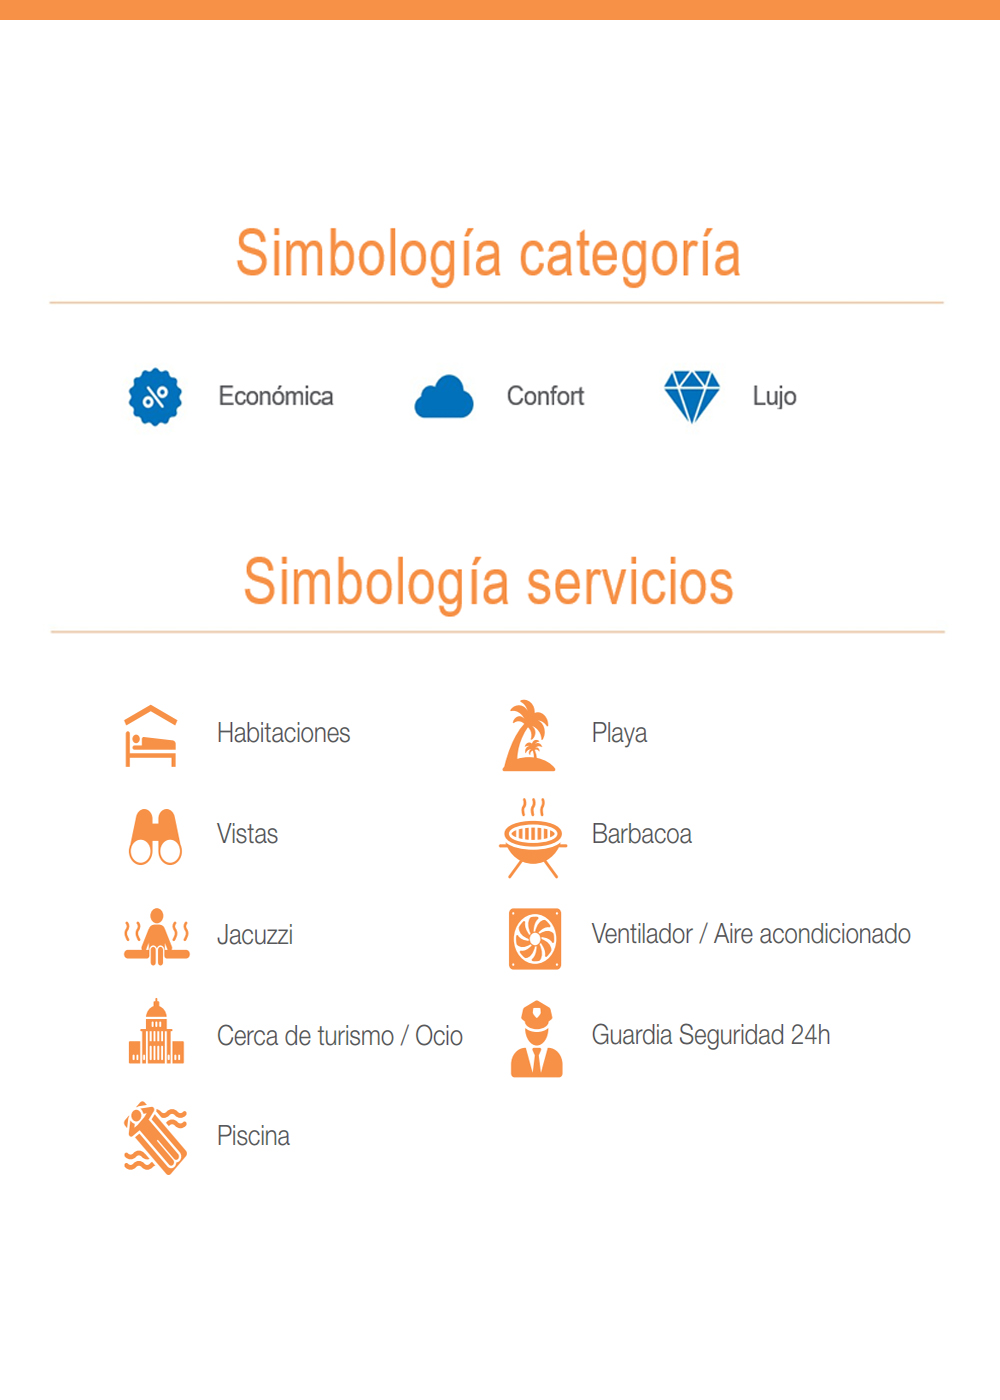 Simbología categoría
Económica
Confort
Lujo
Simbología servicios
Habitaciones
Playa
Vistas
Barbacoa
Jacuzzi
Ventilador / Aire acondicionado
Cerca de turismo / Ocio
Guardia Seguridad 24h
Piscina